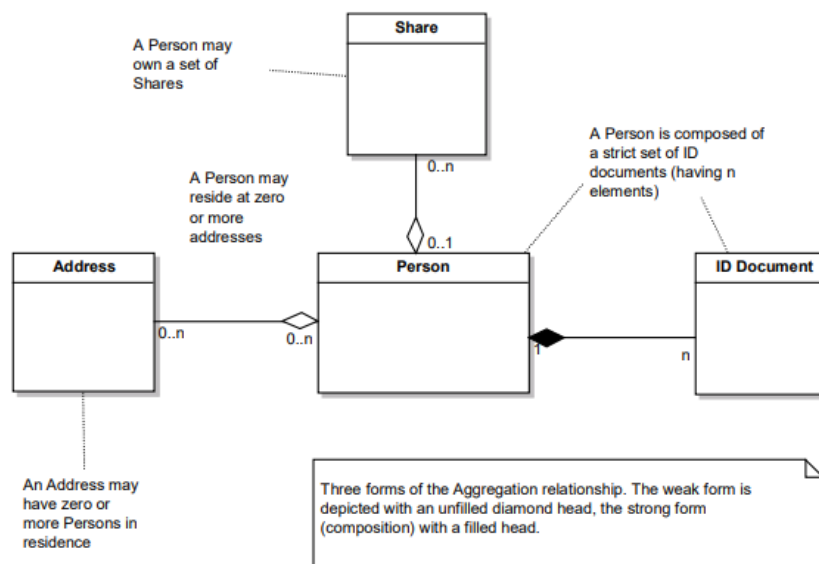 Share
A Person may
own a set of
Shares
A Person is composed of
a strict set of ID
documents (having n
elements)
0..n
A Person may
reside at zero
or more
addresses
0..1
Address
Person
ID Document
0..n
0..n
1
n
An Address may
have zero or
more Persons in
residence
Three forms of the Aggregation relationship. The weak form is
depicted with an unfilled diamond head, the strong form
(composition) with a filled head.